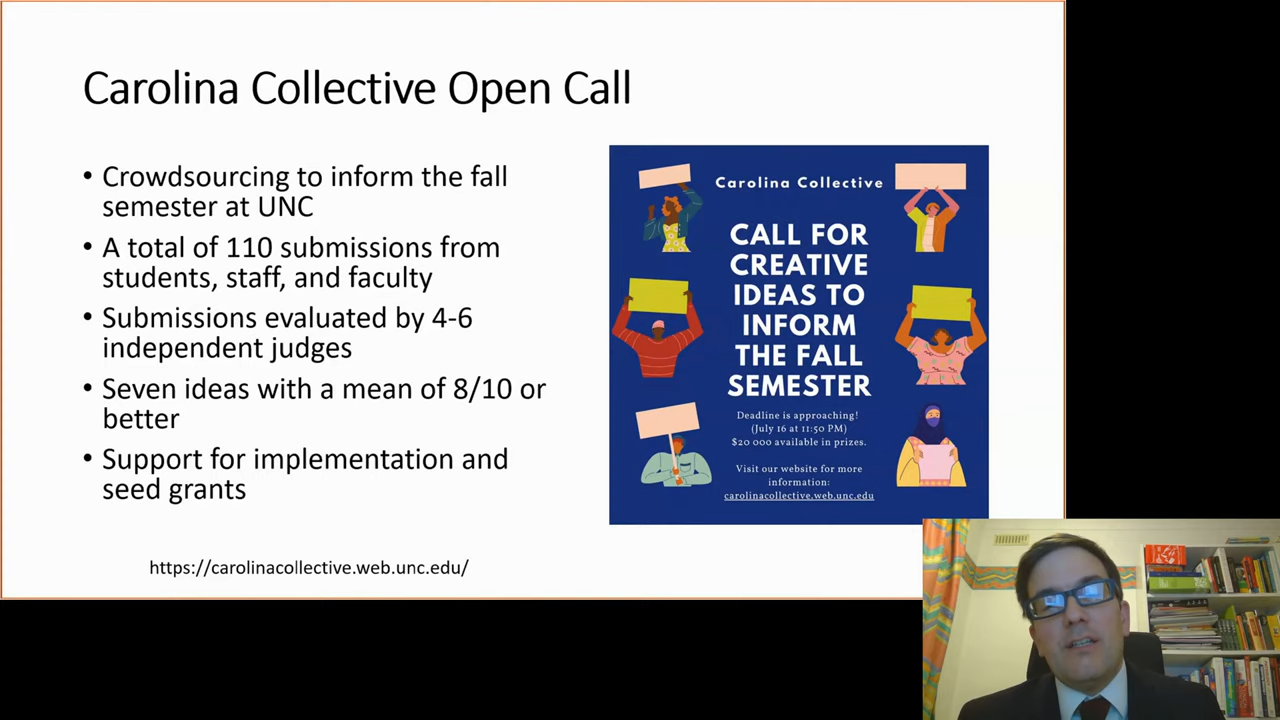 Carolina Collective Open Call
• Crowdsourcing to inform the fall
semester at UNC
• A total of 110 submissions from
students, staff, and faculty
• Submissions evaluated by 4-6
independent judges
• Seven ideas with a mean of 8/10 or
better
• Support for implementation and
seed grants
https://carolinacollective.web.unc.edu/
Carolina Collective
CALL FOR
CREATIVE
IDEAS TO
INFORM
THE FALL
SEMESTER
Deadline is approaching!
(July 16 at 11:50 PM)
$20 000 available in prizes.
Visit our website for more
information:
carolinacollective.web.unc.edu